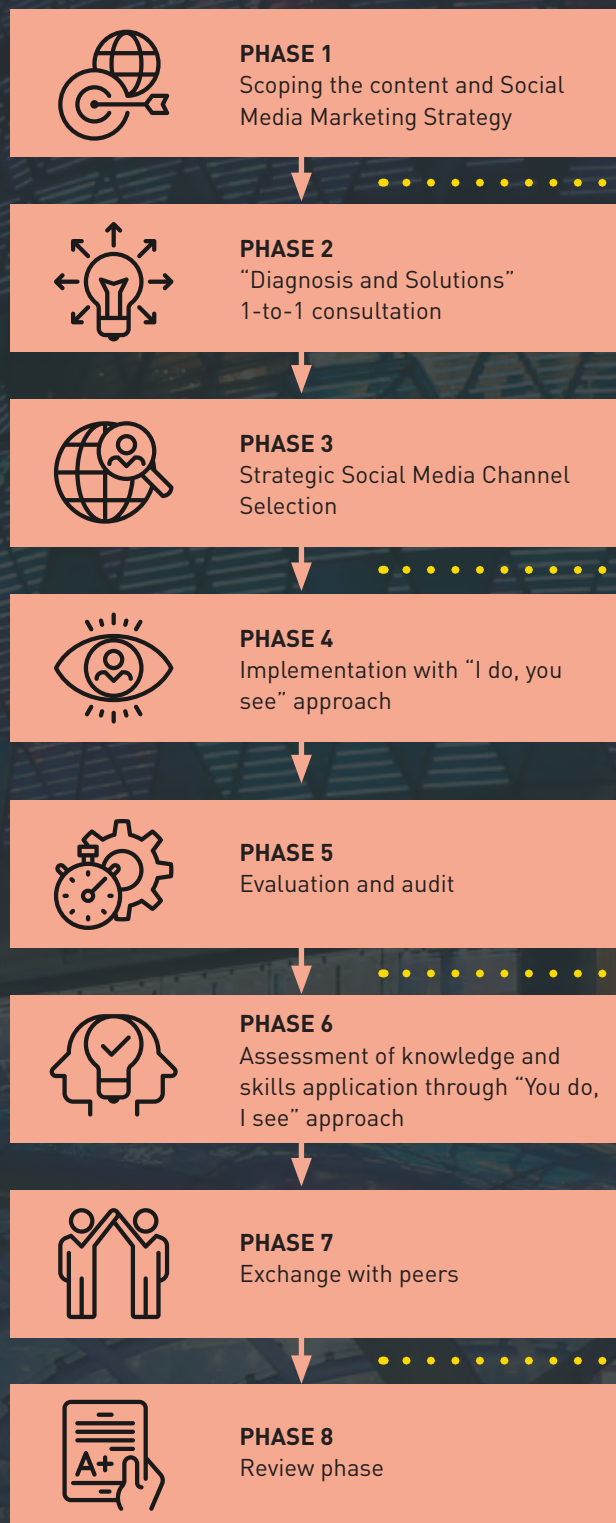 PHASE 1
Scoping the content and Social
Media Marketing Strategy
PHASE 2
“Diagnosis and Solutions”
1-to-1 consultation
PHASE 3
Strategic Social Media Channel
Selection
PHASE 4
Implementation with “I do, you
see” approach
PHASE 5
Evaluation and audit
PHASE 6
Assessment of knowledge and
skills application through “You do,
I see” approach
PHASE 7
Exchange with peers
PHASE 8
Review phase
A+